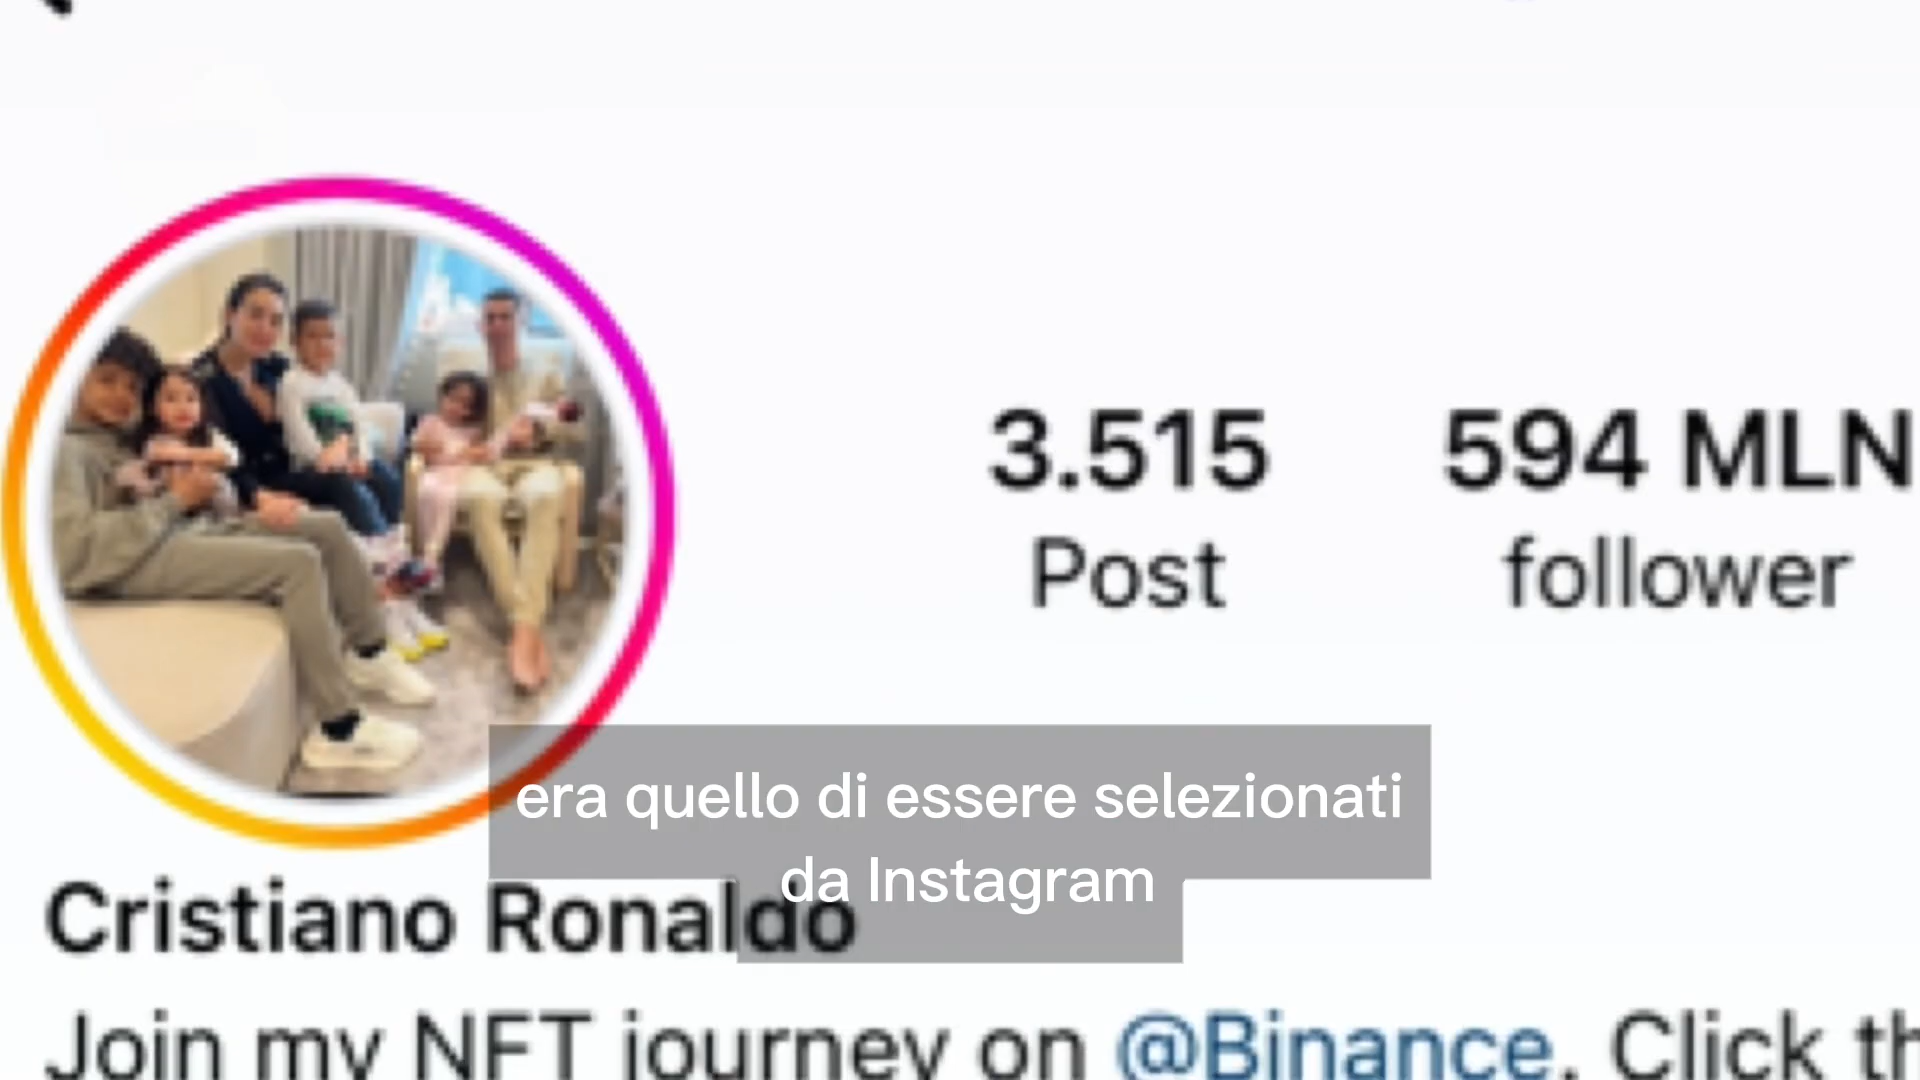 3.515
594 MLN
Post
follower
era quello di essere selezionati
da Instagram
Cristiano Ronaldo
Join my NFT journey on @Binance. Click th